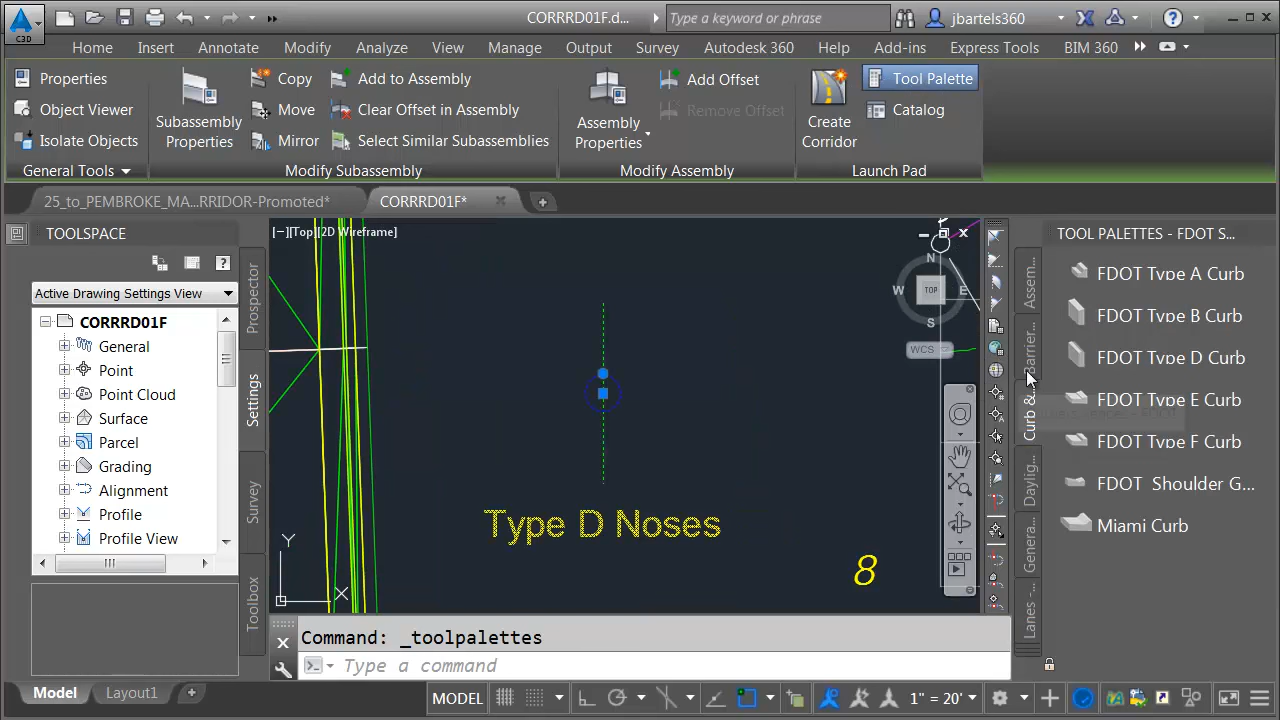 CORRRD01F.d...
Type a keyword or phrase
jbartels360
C3D
Home
Insert
Annotate
Modify
Analyze
View
Manage
Output
Survey
Autodesk 360
Help
Add-ins
Express Tools
BIM 360
Properties
Object Viewer
Isolate Objects
General Tools
Subassembly
Properties
Copy
Move
Mirror
Add to Assembly
Clear Offset in Assembly
Select Similar Subassemblies
Modify Subassembly
Assembly
Properties
Add Offset
Remove Offset
Modify Assembly
Create
Corridor
Tool Palette
Catalog
Launch Pad
25_to_PEMBROKE_MA...RRIDOR-Promoted*
CORRRD01F*
TOOLSPACE
Active Drawing Settings View
CORRRD01F
General
Point
Point Cloud
Surface
Parcel
Grading
Alignment
Profile
Profile View
Prospector
Settings
Survey
Toolbox
[−][Top][2D Wireframe]
N
W
TOP
E
S
WCS
Type D Noses
8
Y
X
Command: _toolpalettes
Type a command
TOOL PALETTES - FDOT S...
Assem...
Barrier...
Curb &...
Dayligh...
Genera...
Lanes -...
FDOT Type A Curb
FDOT Type B Curb
FDOT Type D Curb
FDOT Type E Curb
FDOT Type F Curb
FDOT  Shoulder G...
Miami Curb
Model
Layout1
MODEL
1" = 20'